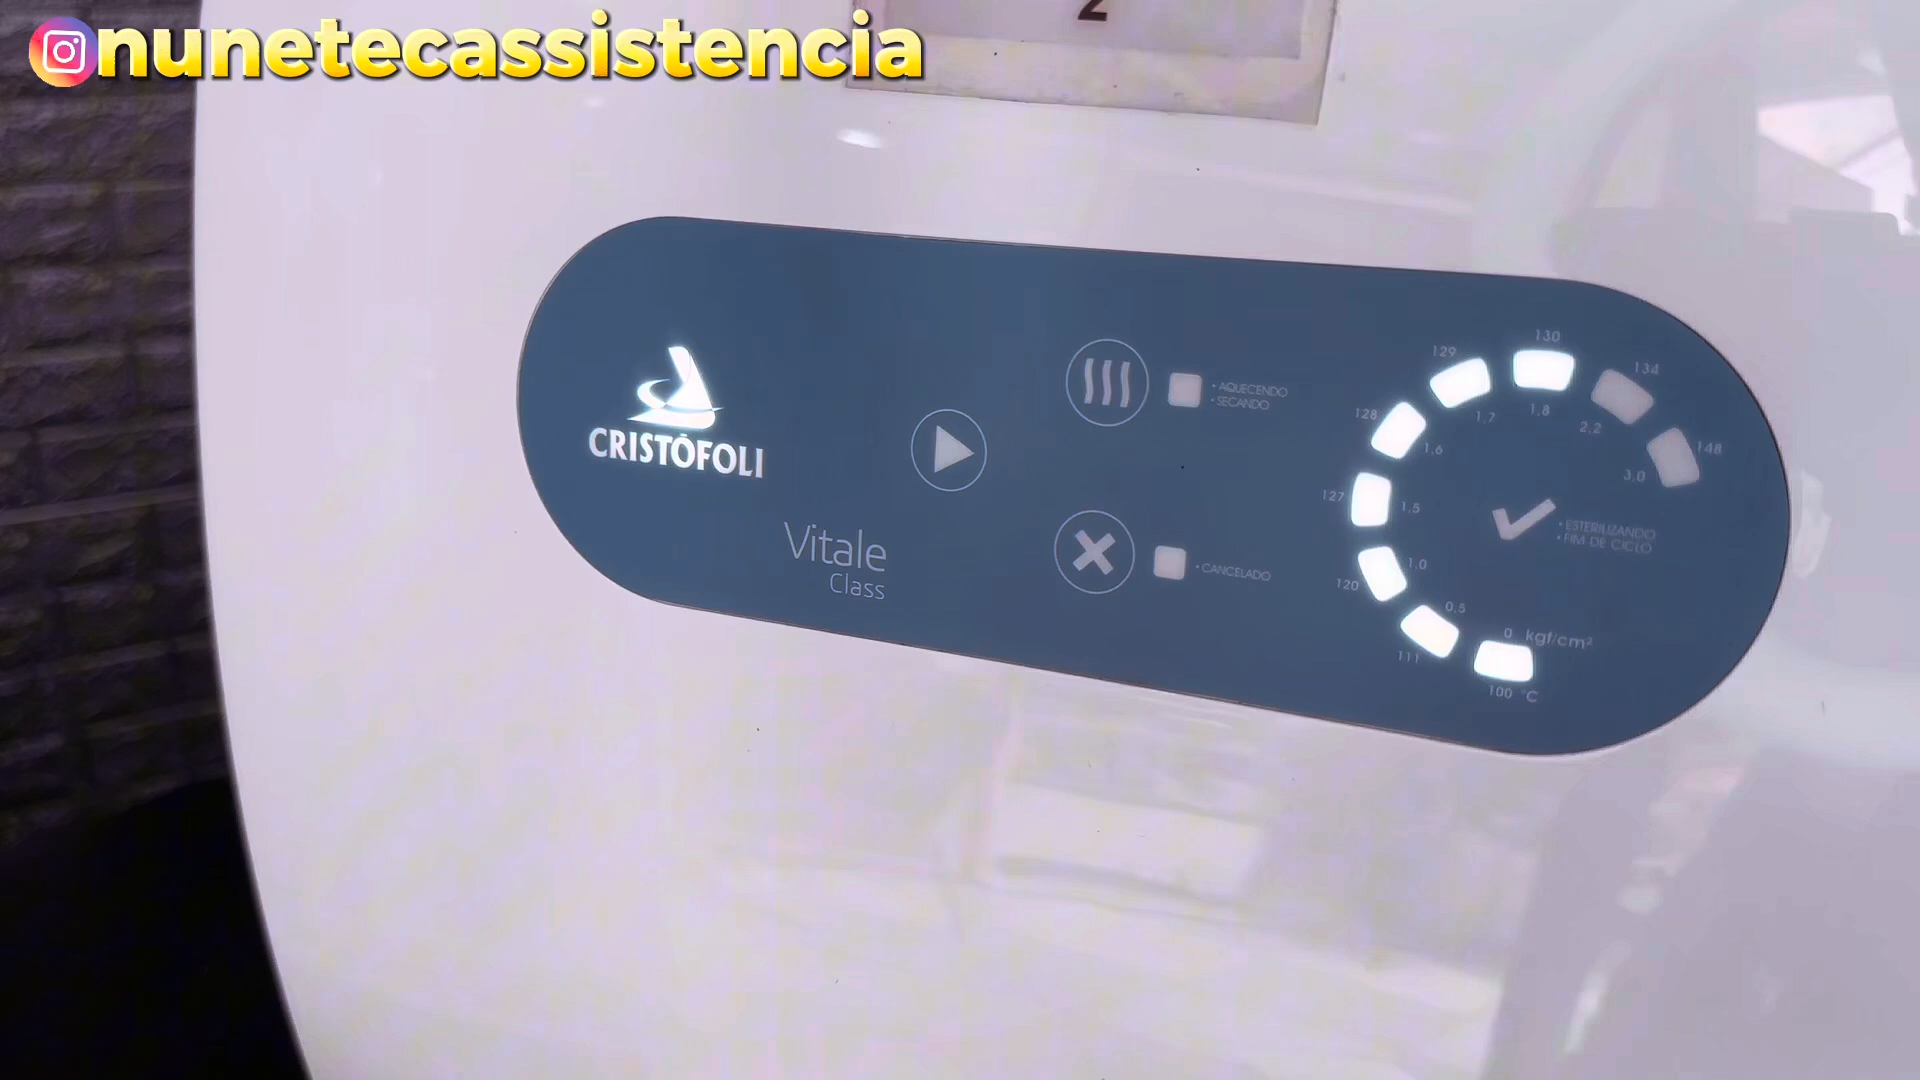 nunetecassistencia
2
CRISTÓFOLI
Vitale
Class
• AQUECENDO
• SECANDO
• CANCELADO
130
129
134
1,8
1,7
2,2
128
148
1,6
3,0
127
1,5
• ESTERILIZANDO
• FIM DE CICLO
1,0
120
0,5
0 kgf/cm²
111
100 °C